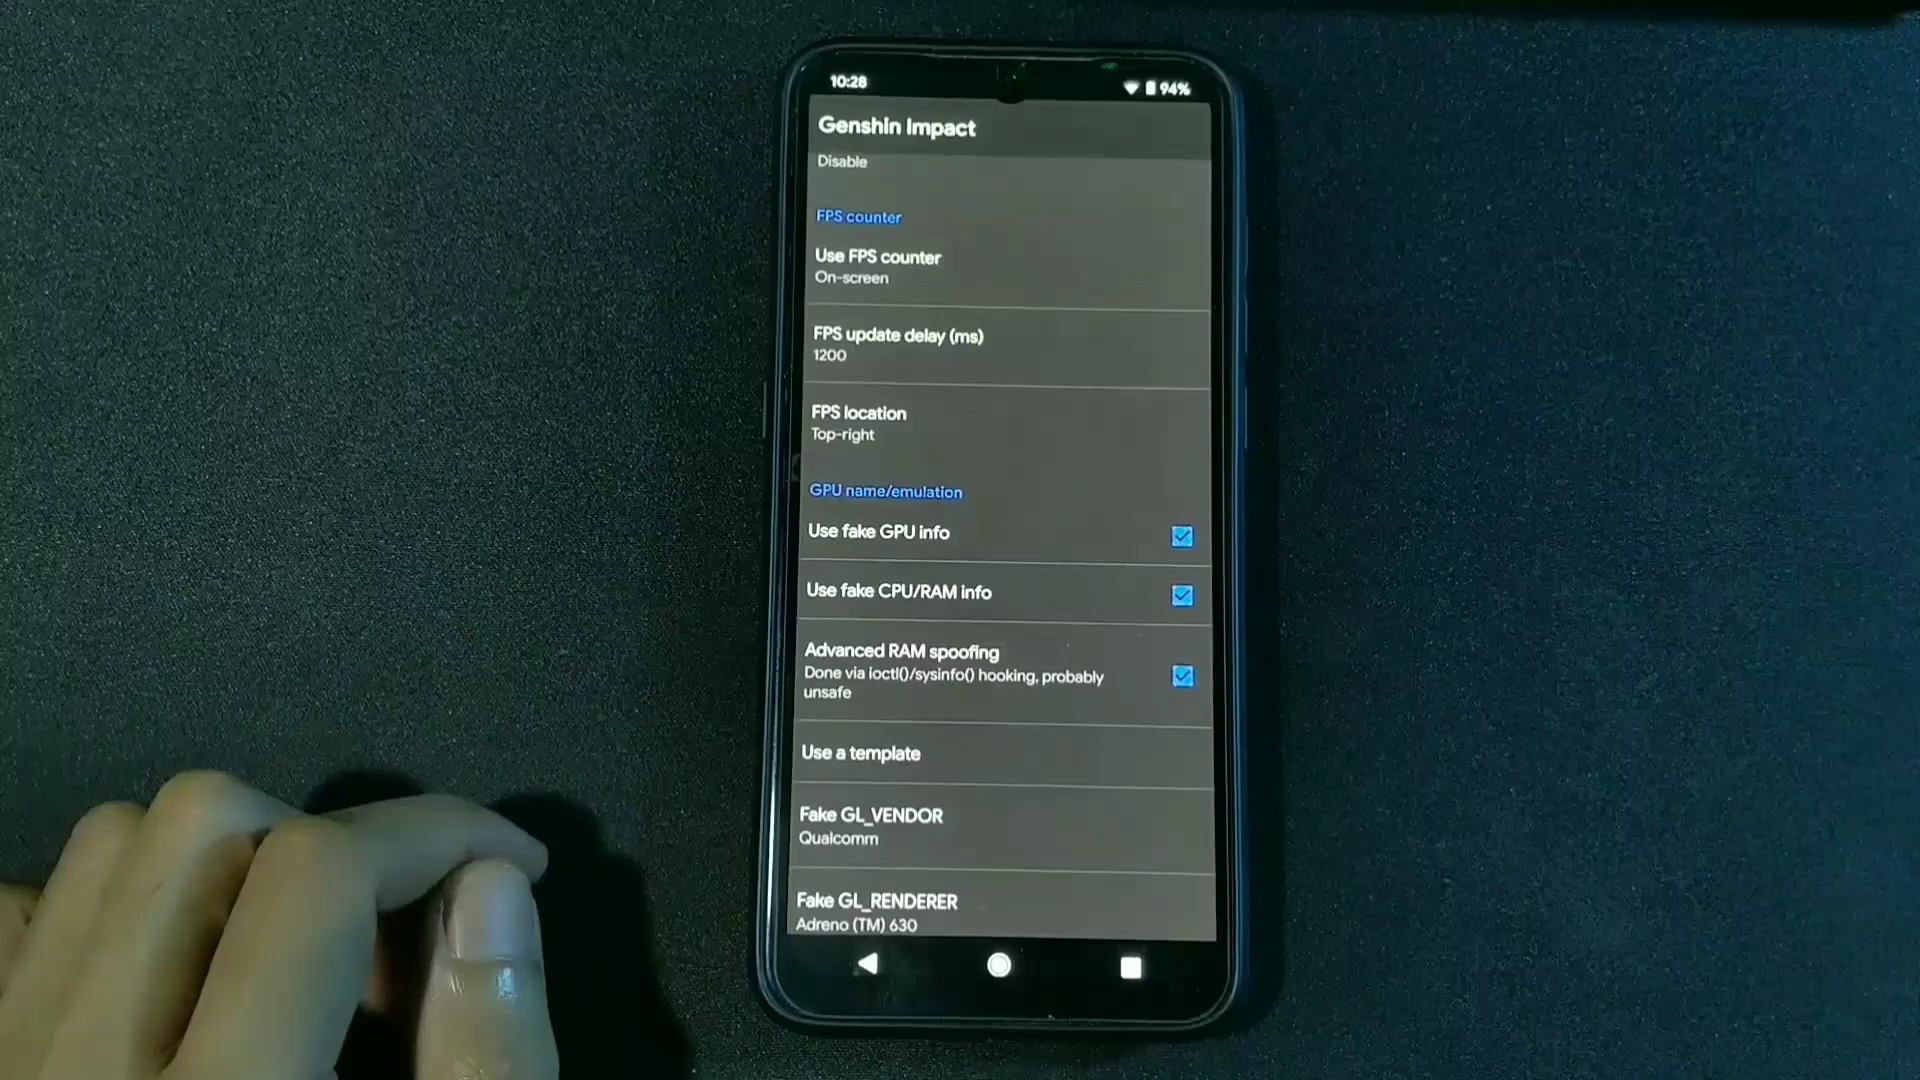 10:28
94%
Genshin Impact
Disable
FPS counter
Use FPS counter
On-screen
FPS update delay (ms)
1200
FPS location
Top-right
GPU name/emulation
Use fake GPU info
Use fake CPU/RAM info
Advanced RAM spoofing
Done via ioctl()/sysinfo() hooking, probably
unsafe
Use a template
Fake GL_VENDOR
Qualcomm
Fake GL_RENDERER
Adreno (TM) 630